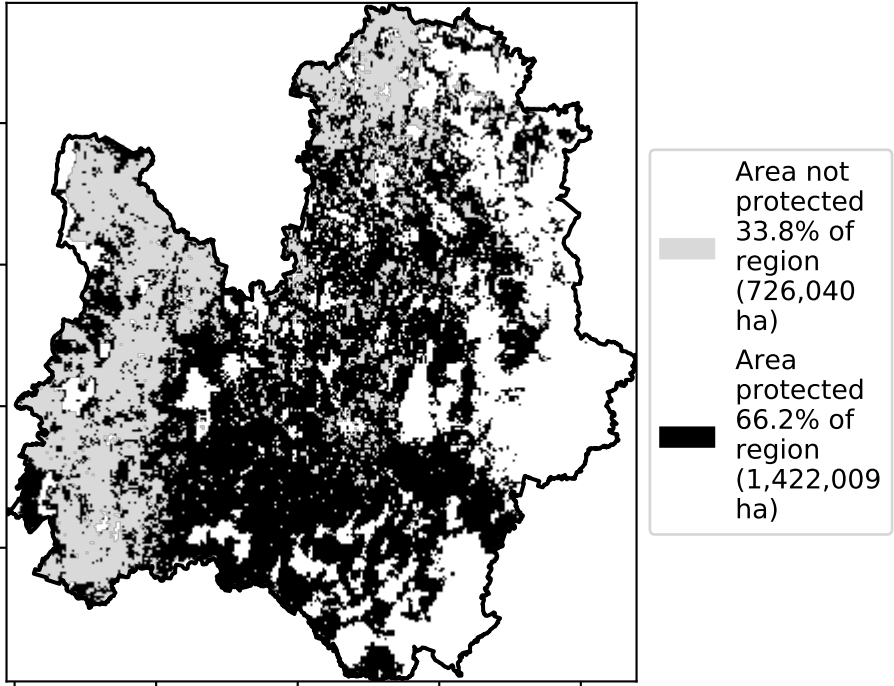 Area not
protected
33.8% of
region
(726,040
ha)
Area
protected
66.2% of
region
(1,422,009
ha)